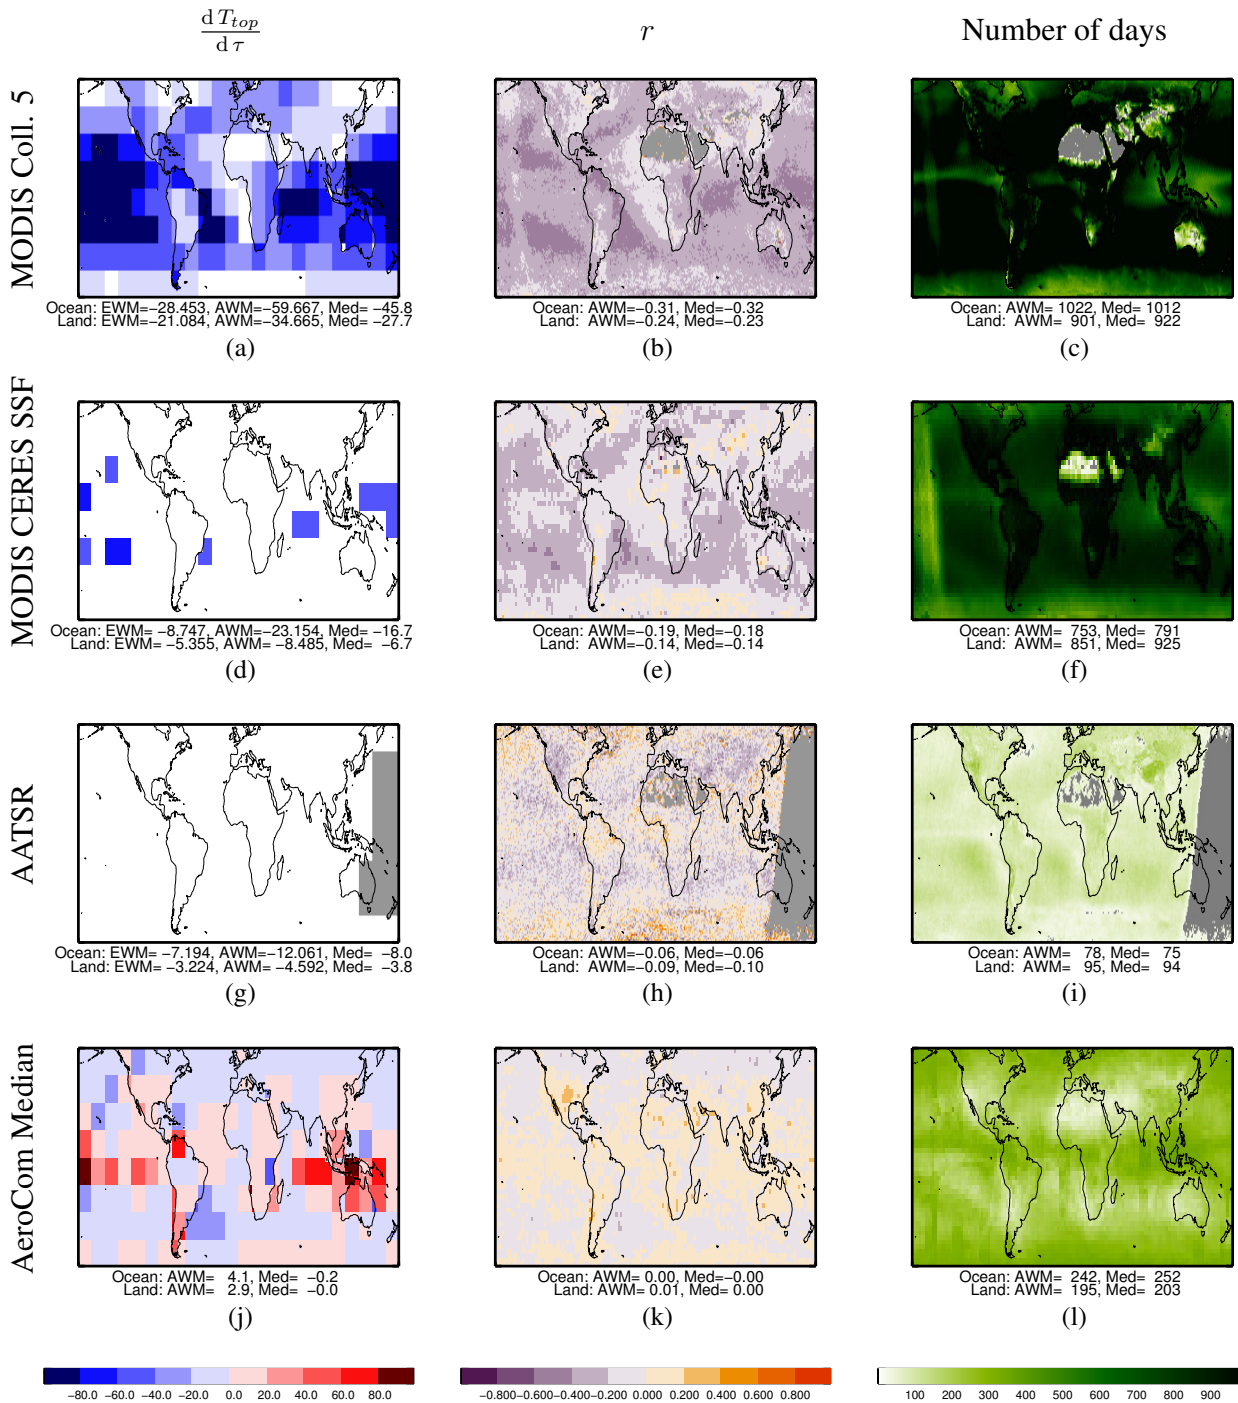 d T_top / d τ
r
Number of days
MODIS Coll. 5
Ocean: EWM=−28.453, AWM=−59.667, Med= −45.8
Land: EWM=−21.084, AWM=−34.665, Med= −27.7
(a)
Ocean: AWM=−0.31, Med=−0.32
Land: AWM=−0.24, Med=−0.23
(b)
Ocean: AWM= 1022, Med= 1012
Land: AWM= 901, Med= 922
(c)
MODIS CERES SSF
Ocean: EWM= −8.747, AWM=−23.154, Med= −16.7
Land: EWM= −5.355, AWM= −8.485, Med= −6.7
(d)
Ocean: AWM=−0.19, Med=−0.18
Land: AWM=−0.14, Med=−0.14
(e)
Ocean: AWM= 753, Med= 791
Land: AWM= 851, Med= 925
(f)
AATSR
Ocean: EWM= −7.194, AWM=−12.061, Med= −8.0
Land: EWM= −3.224, AWM= −4.592, Med= −3.8
(g)
Ocean: AWM=−0.06, Med=−0.06
Land: AWM=−0.09, Med=−0.10
(h)
Ocean: AWM= 78, Med= 75
Land: AWM= 95, Med= 94
(i)
AeroCom Median
Ocean: AWM= 4.1, Med= −0.2
Land: AWM= 2.9, Med= −0.0
(j)
Ocean: AWM= 0.00, Med=−0.00
Land: AWM= 0.01, Med= 0.00
(k)
Ocean: AWM= 242, Med= 252
Land: AWM= 195, Med= 203
(l)
−80.0 −60.0 −40.0 −20.0 0.0 20.0 40.0 60.0 80.0
−0.800 −0.600 −0.400 −0.200 0.000 0.200 0.400 0.600 0.800
100 200 300 400 500 600 700 800 900